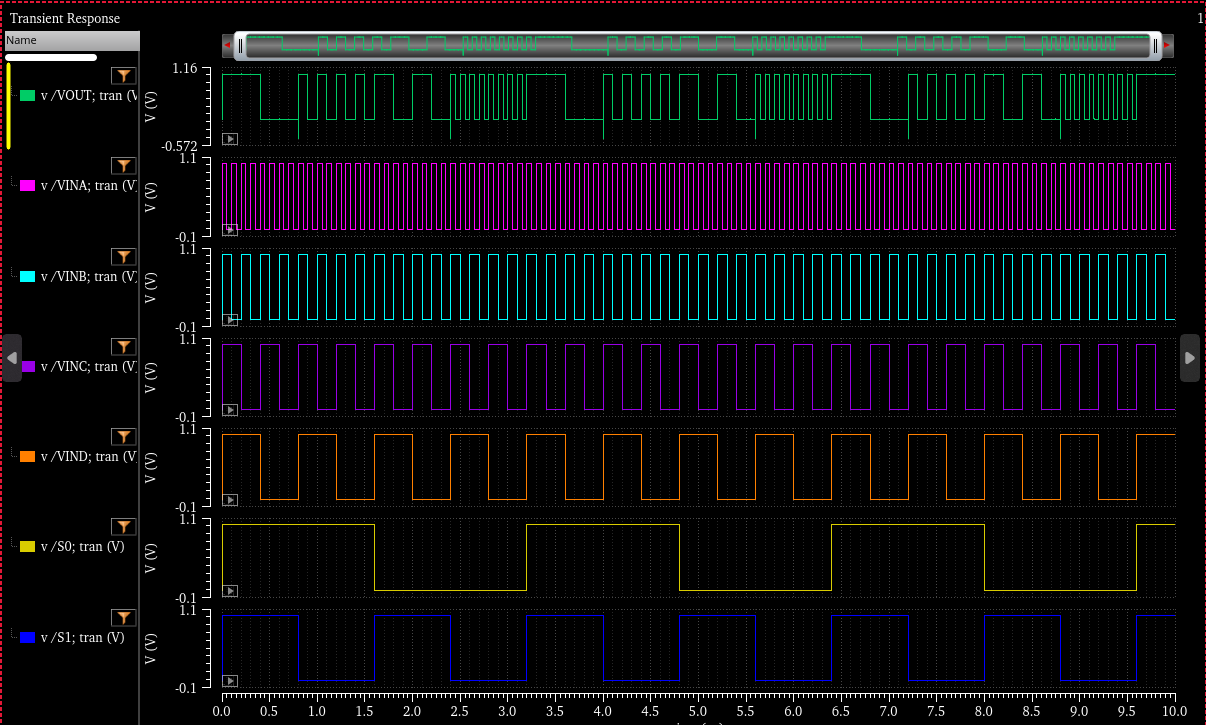 Transient Response
1
Name
1.16
v /VOUT; tran (V
V (V)
-0.572
1.1
v /VINA; tran (V
V (V)
-0.1
1.1
v /VINB; tran (V
V (V)
-0.1
1.1
v /VINC; tran (V
V (V)
-0.1
1.1
v /VIND; tran (V
V (V)
-0.1
1.1
v /S0; tran (V)
V (V)
-0.1
1.1
v /S1; tran (V)
V (V)
-0.1
0.0 0.5 1.0 1.5 2.0 2.5 3.0 3.5 4.0 4.5 5.0 5.5 6.0 6.5 7.0 7.5 8.0 8.5 9.0 9.5 10.0